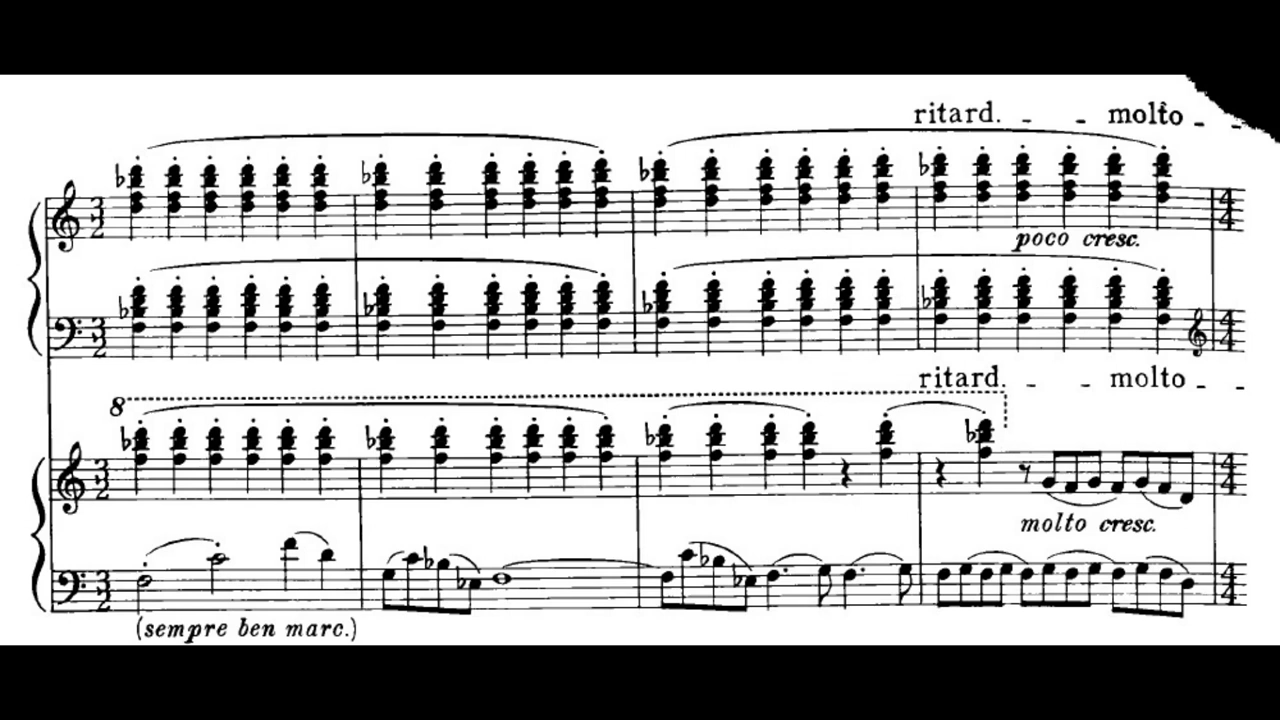 ritard. - - molto - -
poco cresc.
ritard. - - molto - -
8
molto cresc.
(sempre ben marc.)